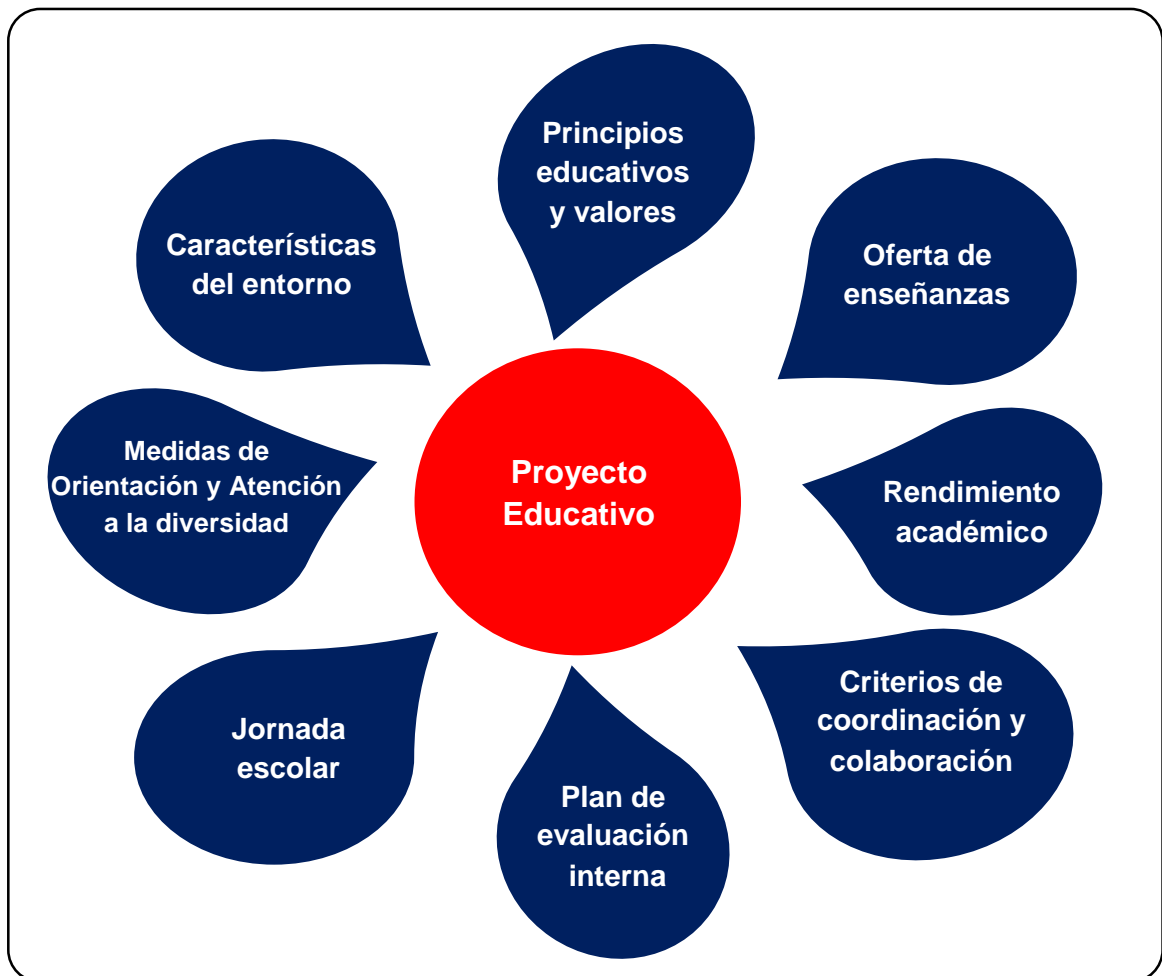 Principios
educativos
y valores
Características
del entorno
Oferta de
enseñanzas
Medidas de
Orientación y Atención
a la diversidad
Proyecto
Educativo
Rendimiento
académico
Jornada
escolar
Criterios de
coordinación y
colaboración
Plan de
evaluación
interna